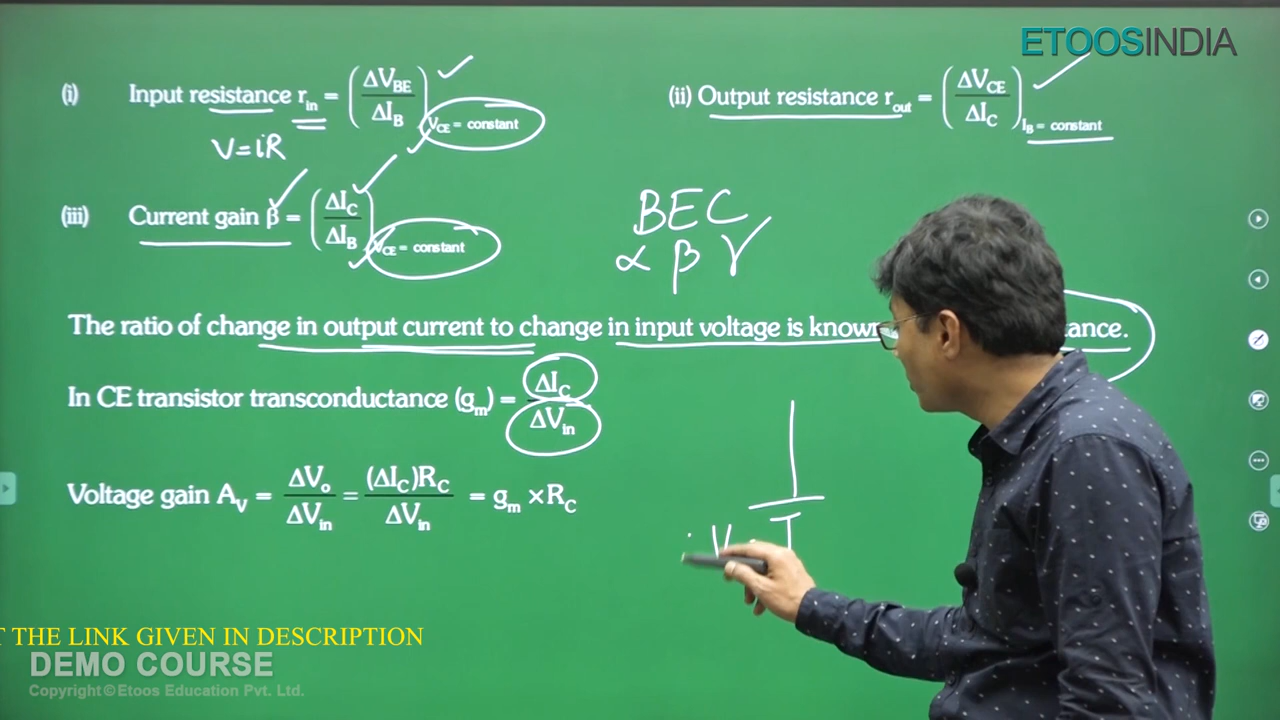 ETOOSINDIA
(i) Input resistance r_in = (ΔV_BE / ΔI_B) V_CE = constant
(ii) Output resistance r_out = (ΔV_CE / ΔI_C) I_B = constant
V = iR
(iii) Current gain β = (ΔI_C / ΔI_B) V_CE = constant
BEC
α β γ
The ratio of change in output current to change in input voltage is known
In CE transistor transconductance (g_m) = ΔI_C / ΔV_in
Voltage gain A_V = ΔV_o / ΔV_in = (ΔI_C)R_C / ΔV_in = g_m ×R_C
THE LINK GIVEN IN DESCRIPTION
DEMO COURSE
Copyright © Etoos Education Pvt. Ltd.